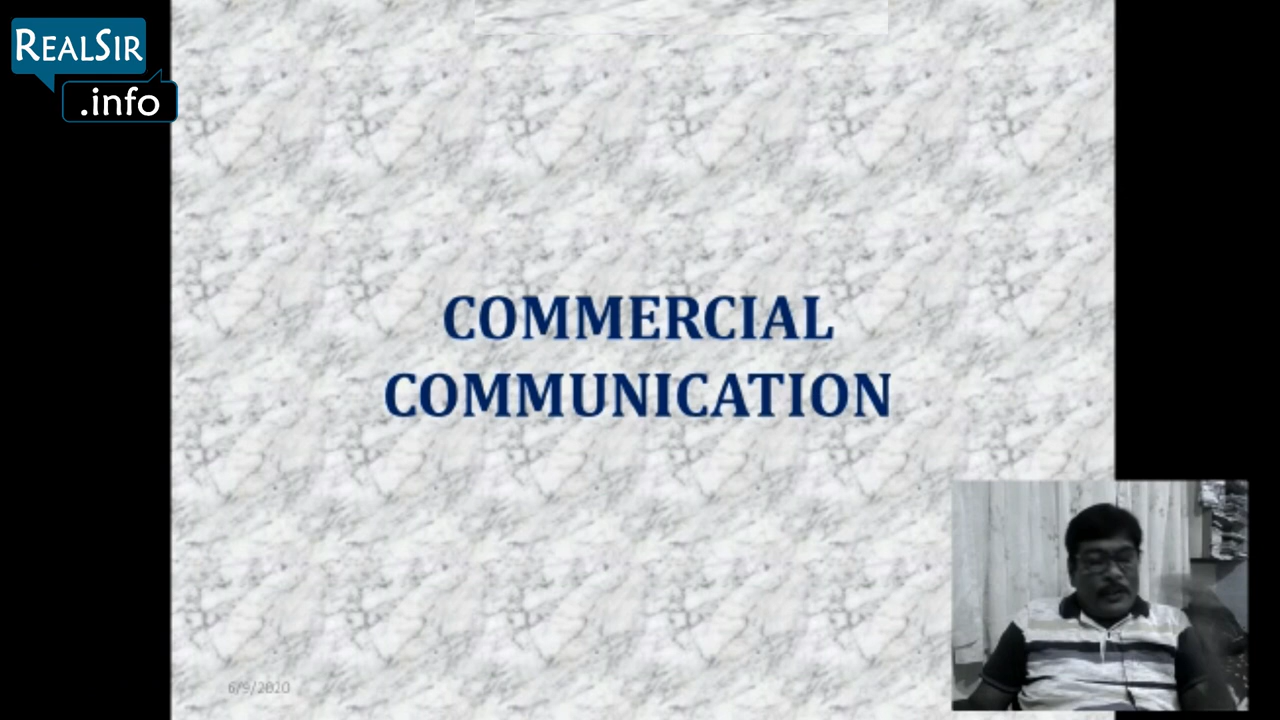 REALSIR
.info
COMMERCIAL
COMMUNICATION
6/9/2020